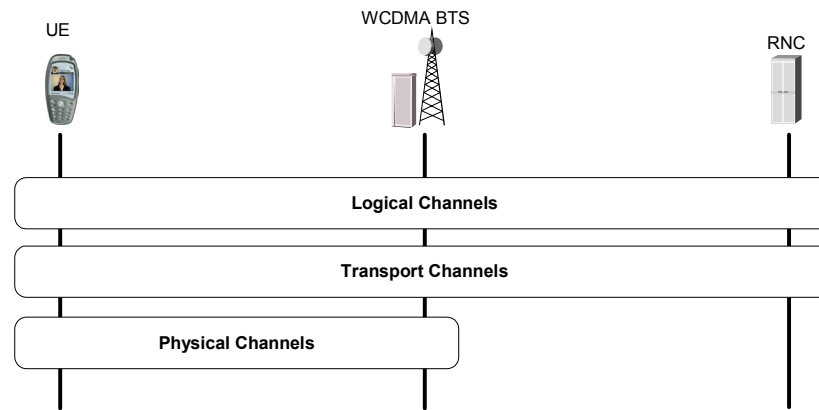 UE
WCDMA BTS
RNC
Logical Channels
Transport Channels
Physical Channels